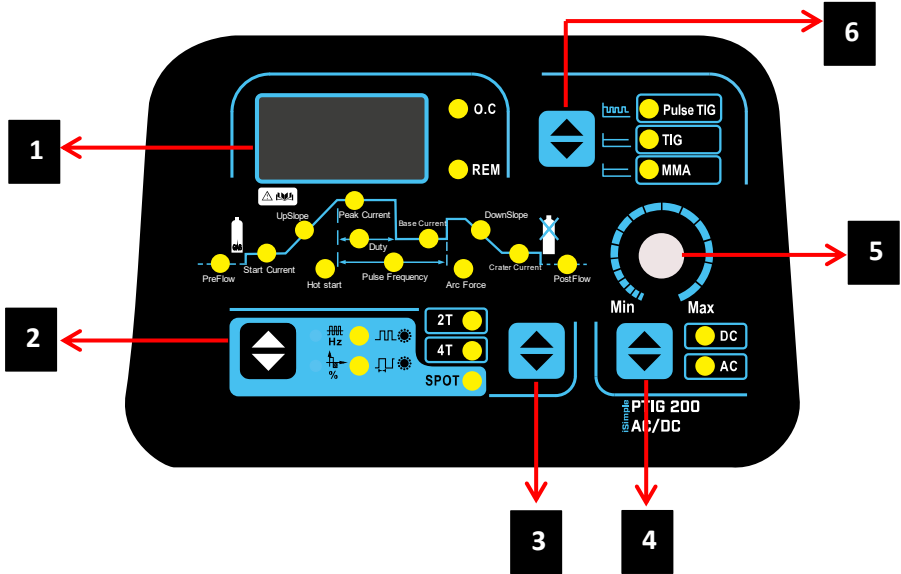 6
O.C
Pulse TIG
1
TIG
REM
MMA
UpSlope
Peak Current
Base Current
DownSlope
Duty
PreFlow
Start Current
Hot start
Pulse Frequency
Arc Force
Crater Current
PostFlow
5
Min
Max
2
Hz
%
2T
4T
SPOT
DC
AC
iSimple
PTIG 200
AC/DC
3
4